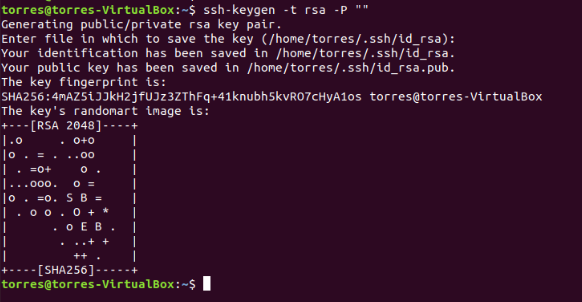 torres@torres-VirtualBox:~$ ssh-keygen -t rsa -P ""
Generating public/private rsa key pair.
Enter file in which to save the key (/home/torres/.ssh/id_rsa):
Your identification has been saved in /home/torres/.ssh/id_rsa.
Your public key has been saved in /home/torres/.ssh/id_rsa.pub.
The key fingerprint is:
SHA256:4mAZ5iJJkH2jfUJz3ZThFq+41knubh5kvRO7cHyA1os torres@torres-VirtualBox
The key's randomart image is:
+---[RSA 2048]----+
|.o     . o+o     |
|o . = . ..oo     |
| . =o+    o .    |
|...ooo.  o =     |
|o . =o. S B =    |
| . o o . O + *   |
|      . o E B .  |
|       . ..+ +   |
|         ++ .    |
+----[SHA256]-----+
torres@torres-VirtualBox:~$